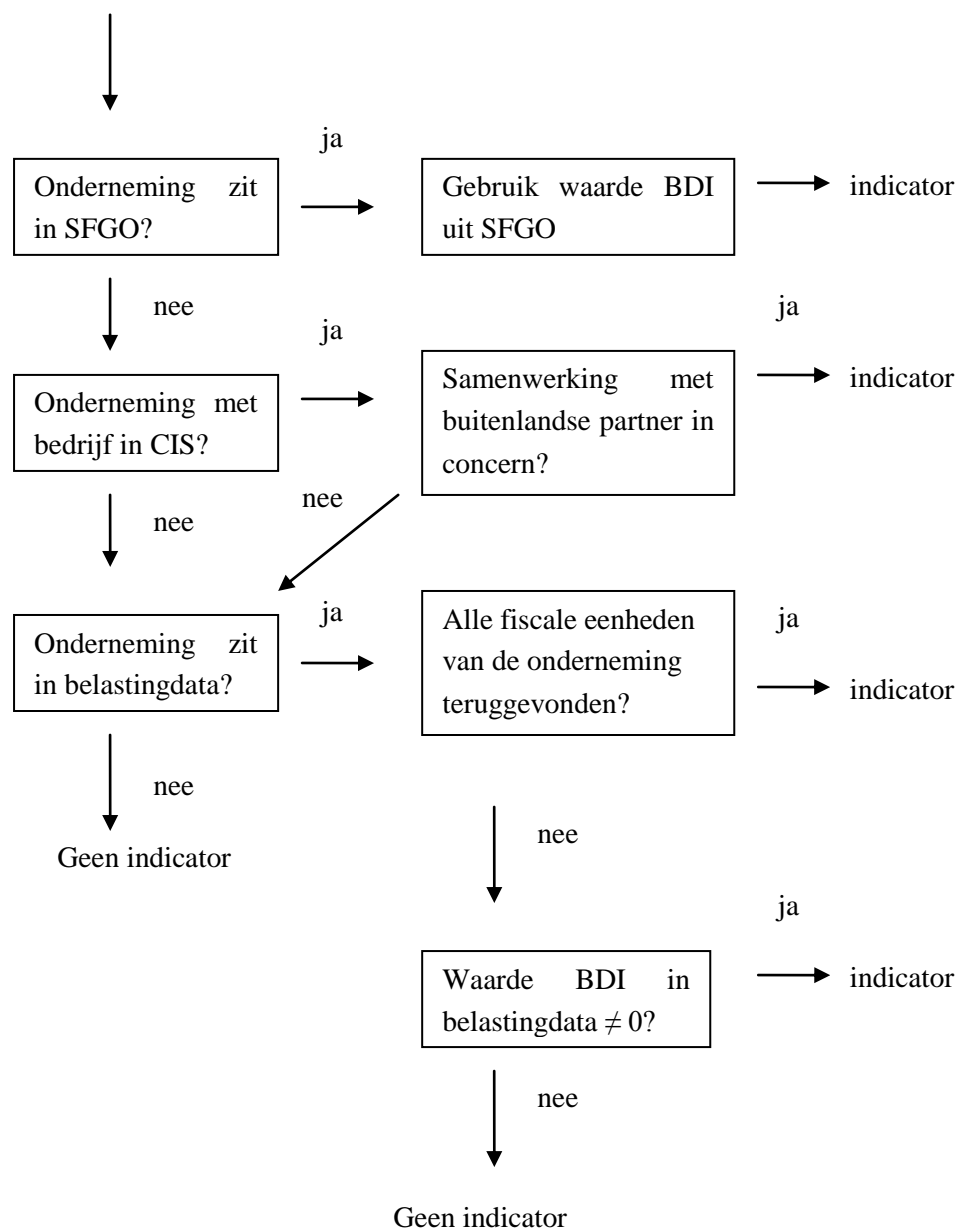 ja
Onderneming zit
in SFGO?
Gebruik waarde BDI
uit SFGO
indicator
nee
ja
ja
Onderneming met
bedrijf in CIS?
Samenwerking met
buitenlandse partner in
concern?
indicator
nee
nee
ja
ja
Onderneming zit
in belastingdata?
Alle fiscale eenheden
van de onderneming
teruggevonden?
indicator
nee
Geen indicator
nee
ja
Waarde BDI in
belastingdata ≠ 0?
indicator
nee
Geen indicator